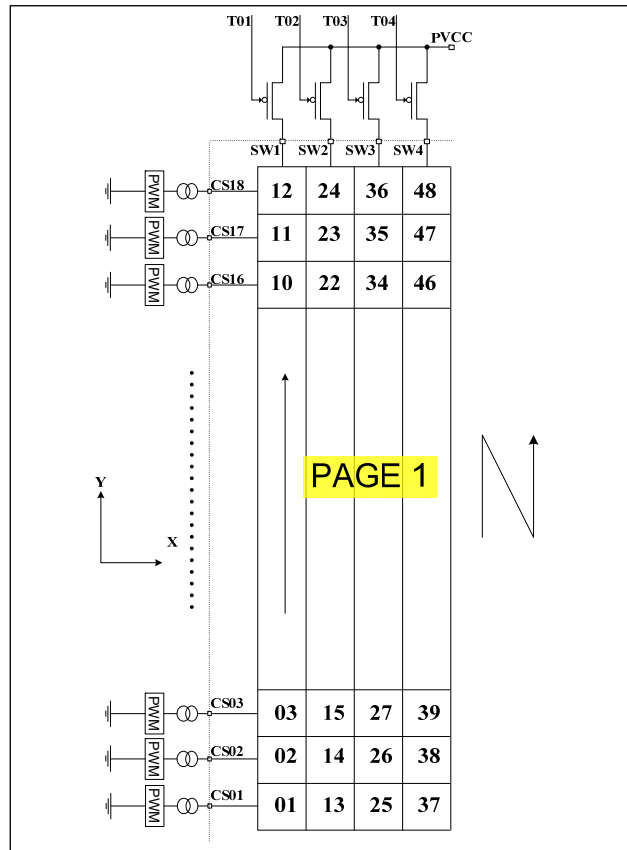 T01 T02 T03 T04
PVCC
SW1 SW2 SW3 SW4
PWM CS18 12 24 36 48
PWM CS17 11 23 35 47
PWM CS16 10 22 34 46
PAGE 1
Y
X
PWM CS03 03 15 27 39
PWM CS02 02 14 26 38
PWM CS01 01 13 25 37